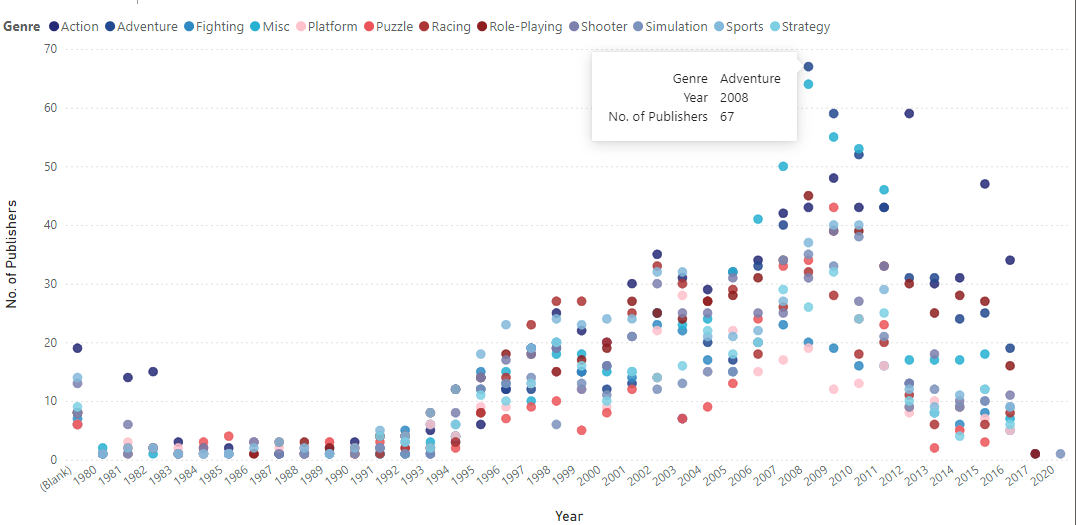 Genre Action Adventure Fighting Misc Platform Puzzle Racing Role-Playing Shooter Simulation Sports Strategy
70
Genre Adventure
Year 2008
No. of Publishers 67
60
50
40
30
20
10
0
No. of Publishers
(Blank) 1980 1981 1982 1983 1984 1985 1986 1987 1988 1989 1990 1991 1992 1993 1994 1995 1996 1997 1998 1999 2000 2001 2002 2003 2004 2005 2006 2007 2008 2009 2010 2011 2012 2013 2014 2015 2016 2017 2020
Year